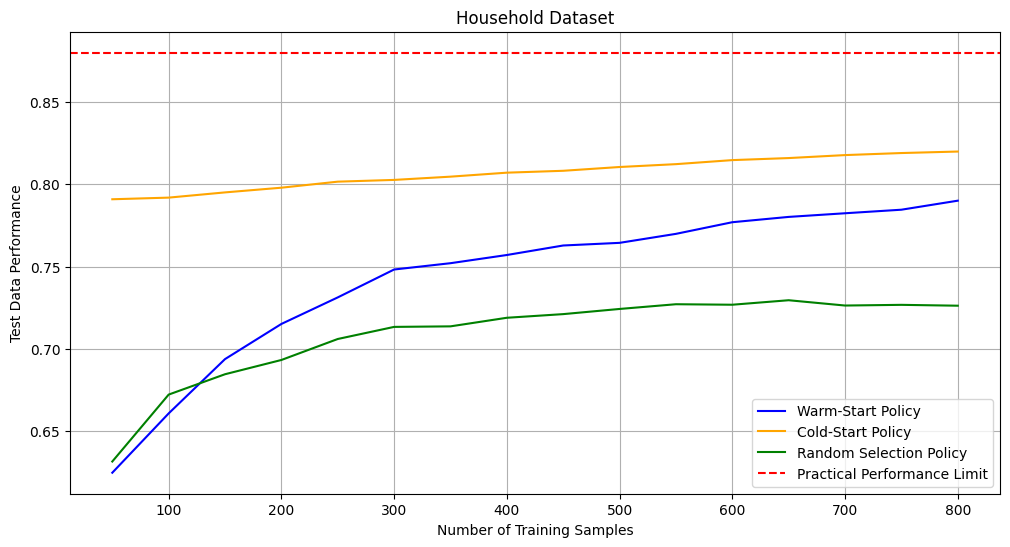 Household Dataset
Test Data Performance
0.85
0.80
0.75
0.70
0.65
100 200 300 400 500 600 700 800
Number of Training Samples
Warm-Start Policy
Cold-Start Policy
Random Selection Policy
Practical Performance Limit